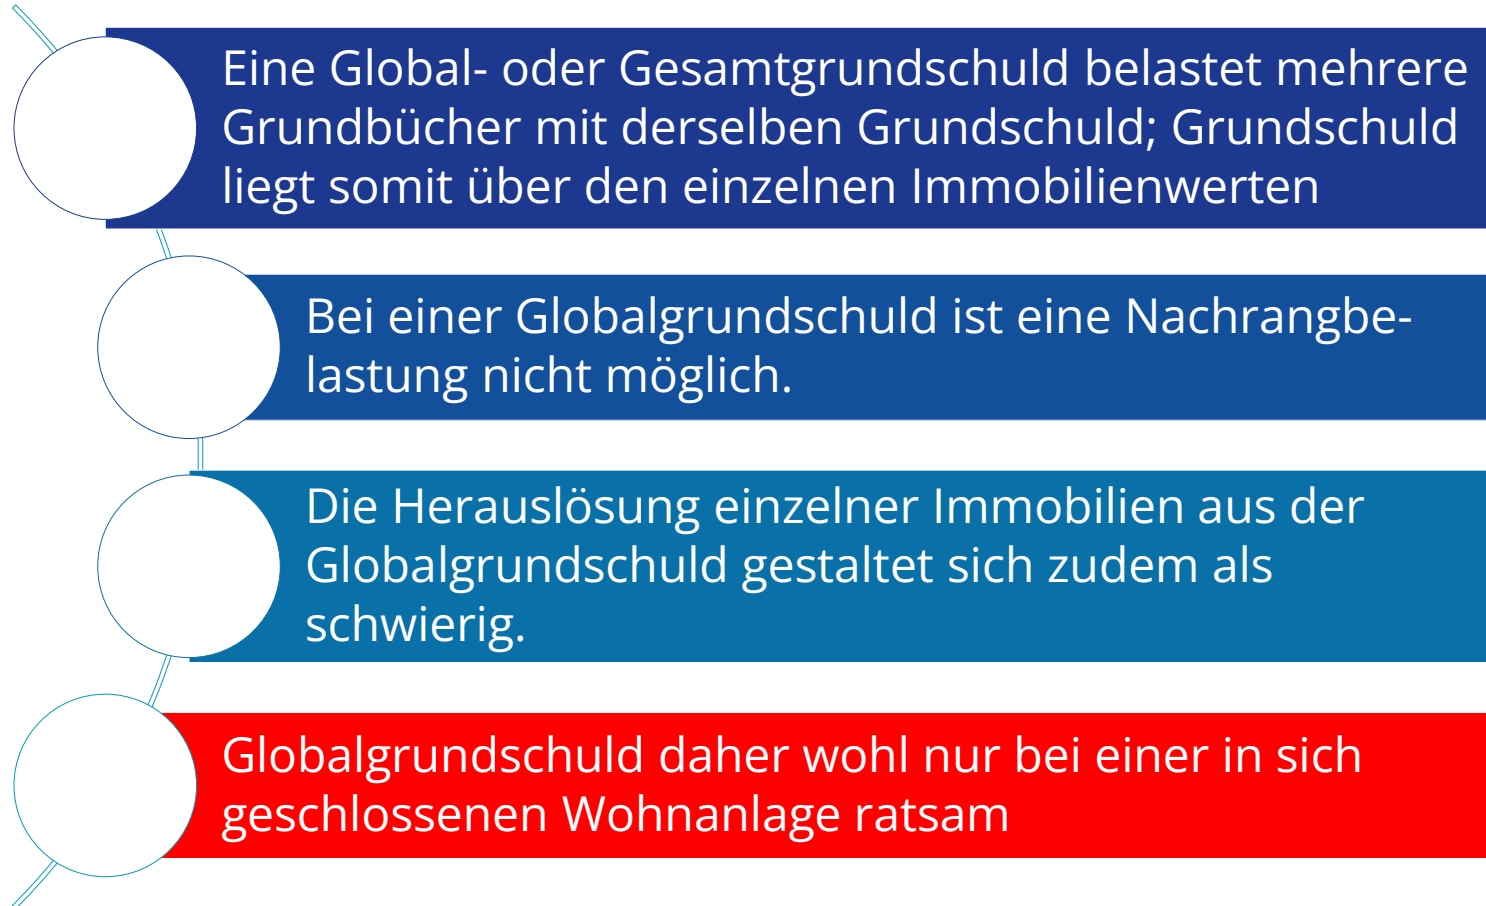 Eine Global- oder Gesamtgrundschuld belastet mehrere
Grundbücher mit derselben Grundschuld; Grundschuld
liegt somit über den einzelnen Immobilienwerten
Bei einer Globalgrundschuld ist eine Nachrangbe-
lastung nicht möglich.
Die Herauslösung einzelner Immobilien aus der
Globalgrundschuld gestaltet sich zudem als
schwierig.
Globalgrundschuld daher wohl nur bei einer in sich
geschlossenen Wohnanlage ratsam